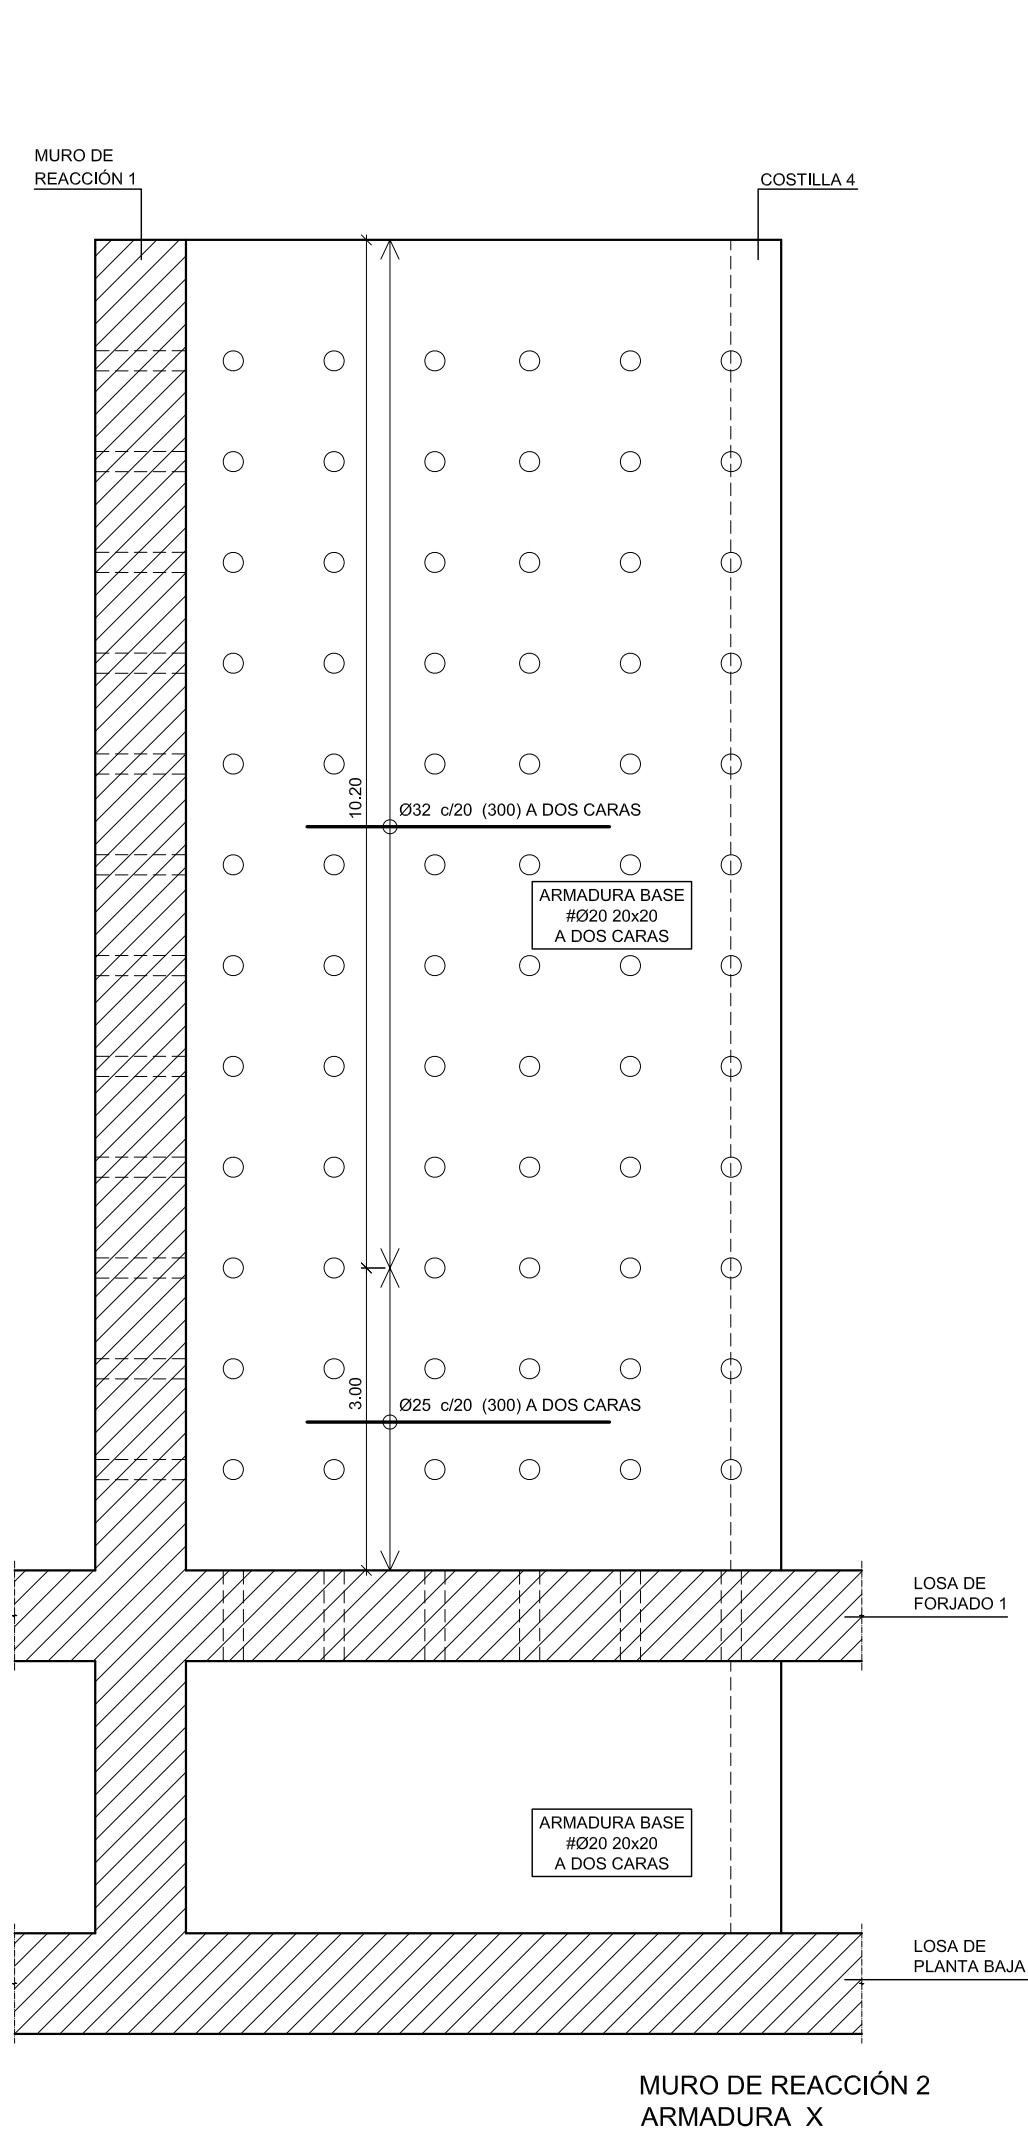 MURO DE
REACCIÓN 1
COSTILLA 4
10.20
Ø32 c/20 (300) A DOS CARAS
ARMADURA BASE
#Ø20 20x20
A DOS CARAS
3.00
Ø25 c/20 (300) A DOS CARAS
LOSA DE
FORJADO 1
ARMADURA BASE
#Ø20 20x20
A DOS CARAS
LOSA DE
PLANTA BAJA
MURO DE REACCIÓN 2
ARMADURA X